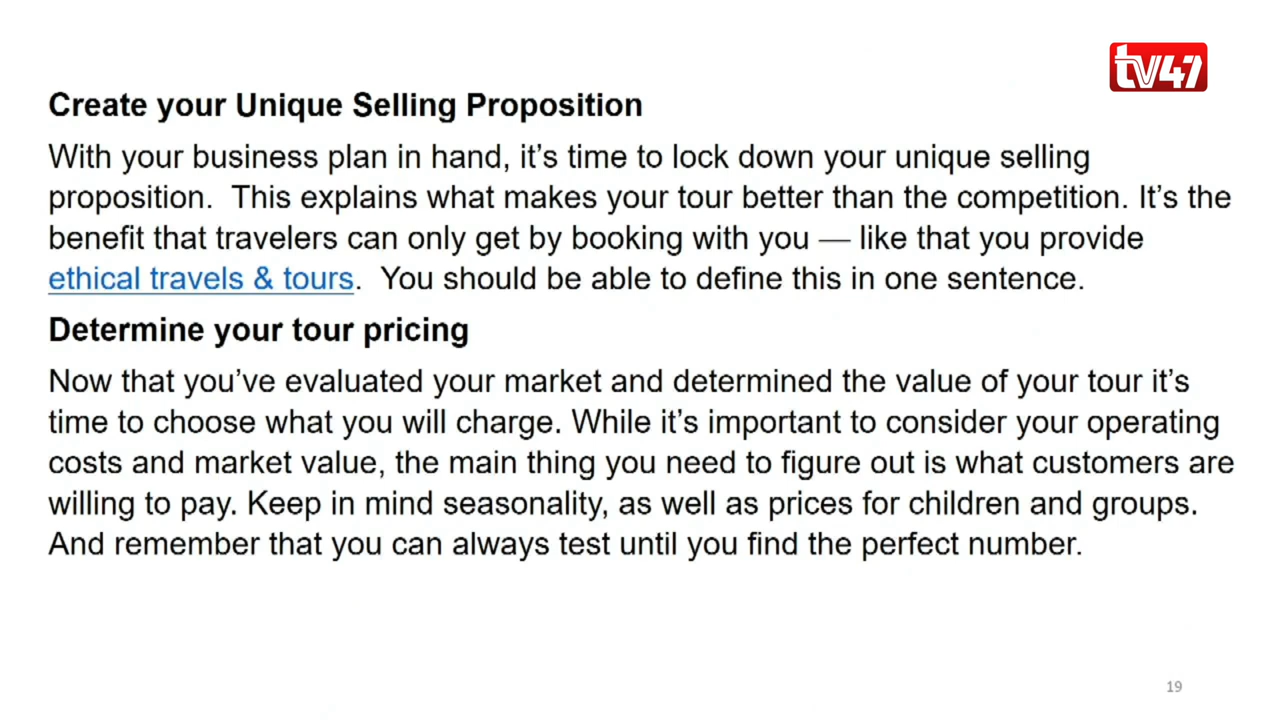 tv47
Create your Unique Selling Proposition
With your business plan in hand, it's time to lock down your unique selling
proposition.  This explains what makes your tour better than the competition. It's the
benefit that travelers can only get by booking with you — like that you provide
ethical travels & tours.  You should be able to define this in one sentence.
Determine your tour pricing
Now that you've evaluated your market and determined the value of your tour it's
time to choose what you will charge. While it's important to consider your operating
costs and market value, the main thing you need to figure out is what customers are
willing to pay. Keep in mind seasonality, as well as prices for children and groups.
And remember that you can always test until you find the perfect number.
19